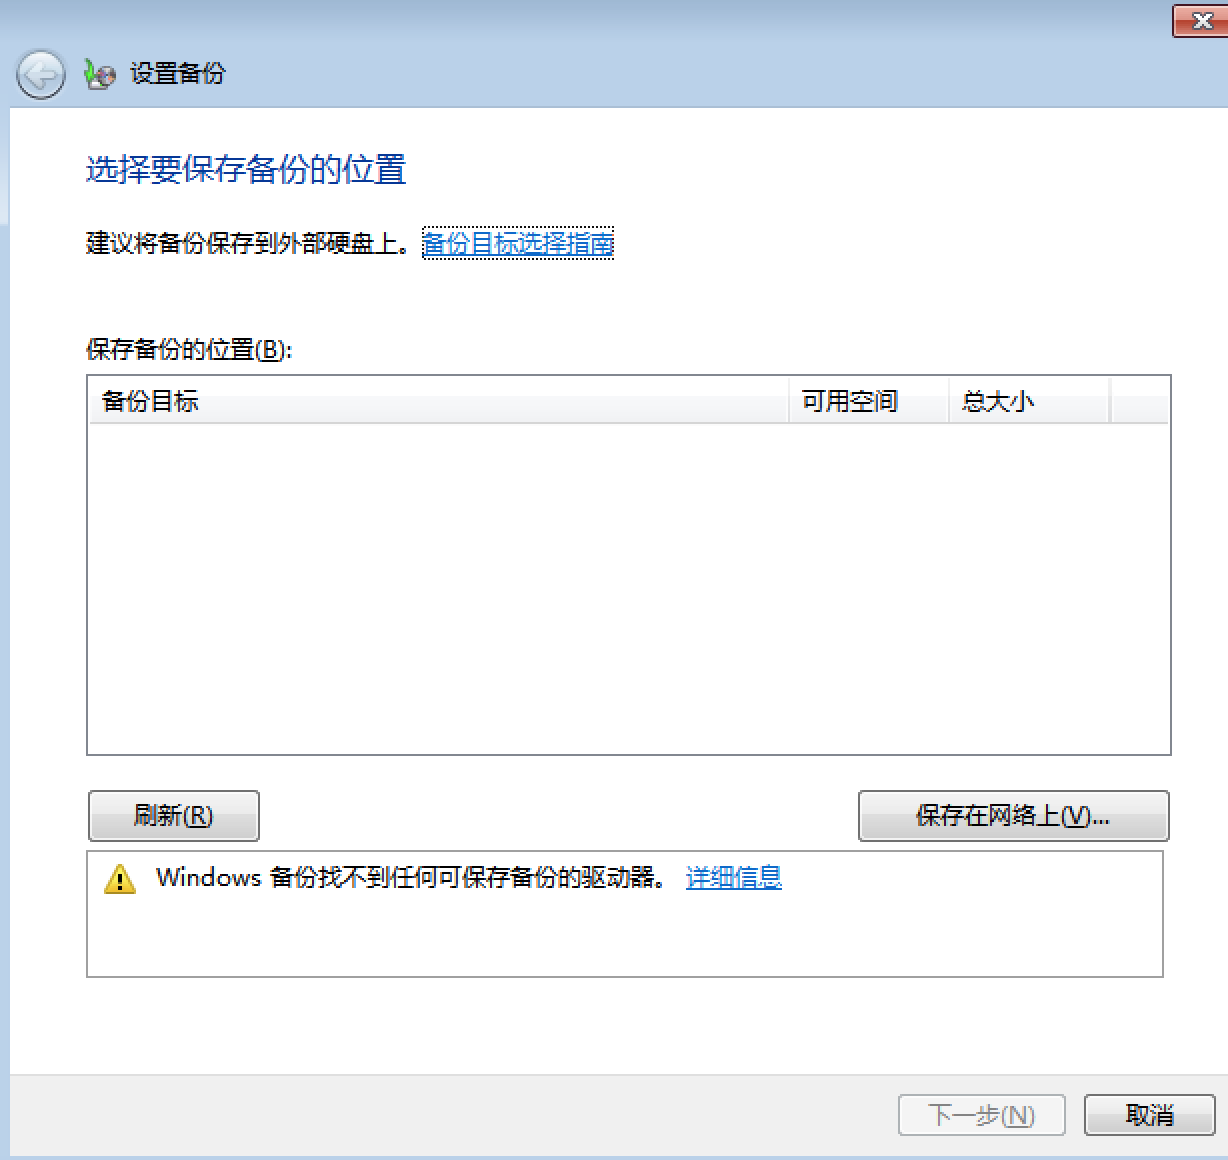 设置备份
选择要保存备份的位置
建议将备份保存到外部硬盘上。备份目标选择指南
保存备份的位置(B):
备份目标 可用空间 总大小
刷新(R) 保存在网络上(V)...
Windows 备份找不到任何可保存备份的驱动器。 详细信息
下一步(N) 取消